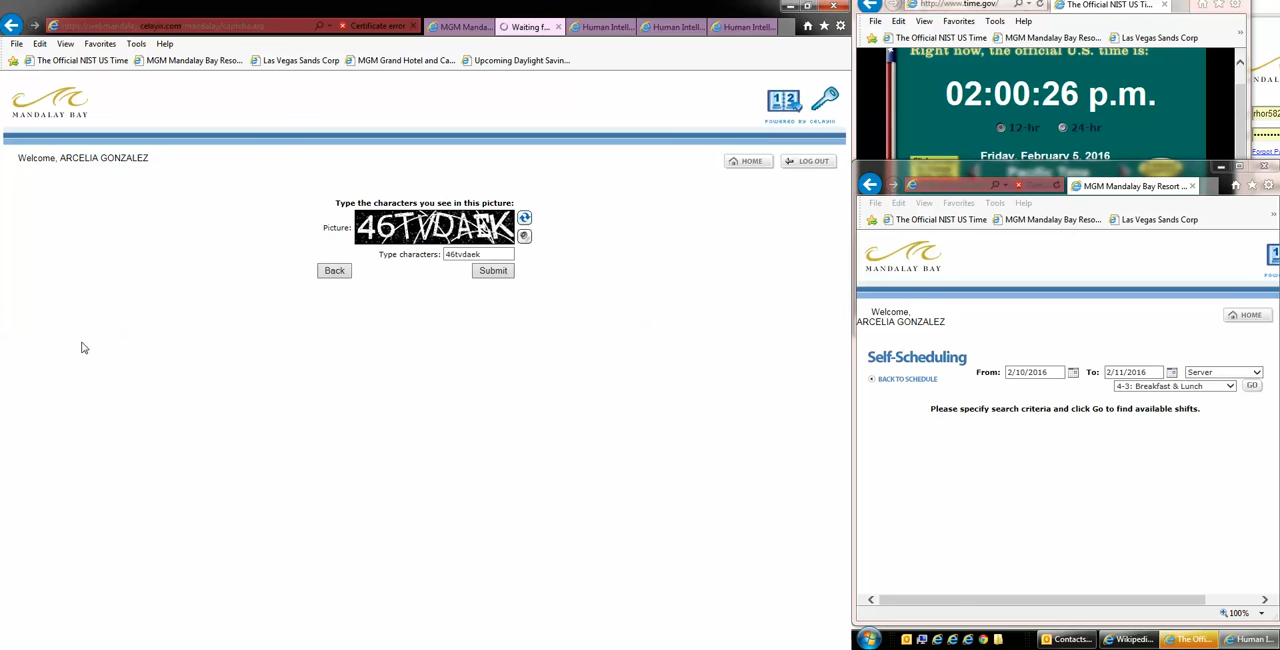 celayin.com
Certificate error
MGM Manda...
Waiting f...
Human Intell...
Human Intell...
Human Intell...
File Edit View Favorites Tools Help
The Official NIST US Time MGM Mandalay Bay Reso... Las Vegas Sands Corp MGM Grand Hotel and Ca... Upcoming Daylight Savin...
MANDALAY BAY
12
POWERED BY CELAYIX
Welcome, ARCELIA GONZALEZ
HOME LOG OUT
Type the characters you see in this picture:
Picture: 46TVDAEK
Type characters: 46tvdaek
Back Submit
http://www.time.gov/
The Official NIST US Ti...
File Edit View Favorites Tools Help
The Official NIST US Time MGM Mandalay Bay Reso... Las Vegas Sands Corp
Right now, the official U.S. time is:
02:00:26 p.m.
12-hr 24-hr
Friday, February 5, 2016
Pacific Time
MGM Mandalay Bay Resort ...
File Edit View Favorites Tools Help
The Official NIST US Time MGM Mandalay Bay Reso... Las Vegas Sands Corp
MANDALAY BAY
Welcome,
ARCELIA GONZALEZ
HOME
Self-Scheduling
BACK TO SCHEDULE
From: 2/10/2016 To: 2/11/2016 Server
4-3: Breakfast & Lunch GO
Please specify search criteria and click Go to find available shifts.
100%
Contacts... Wikipedi... The Offi... Human I...